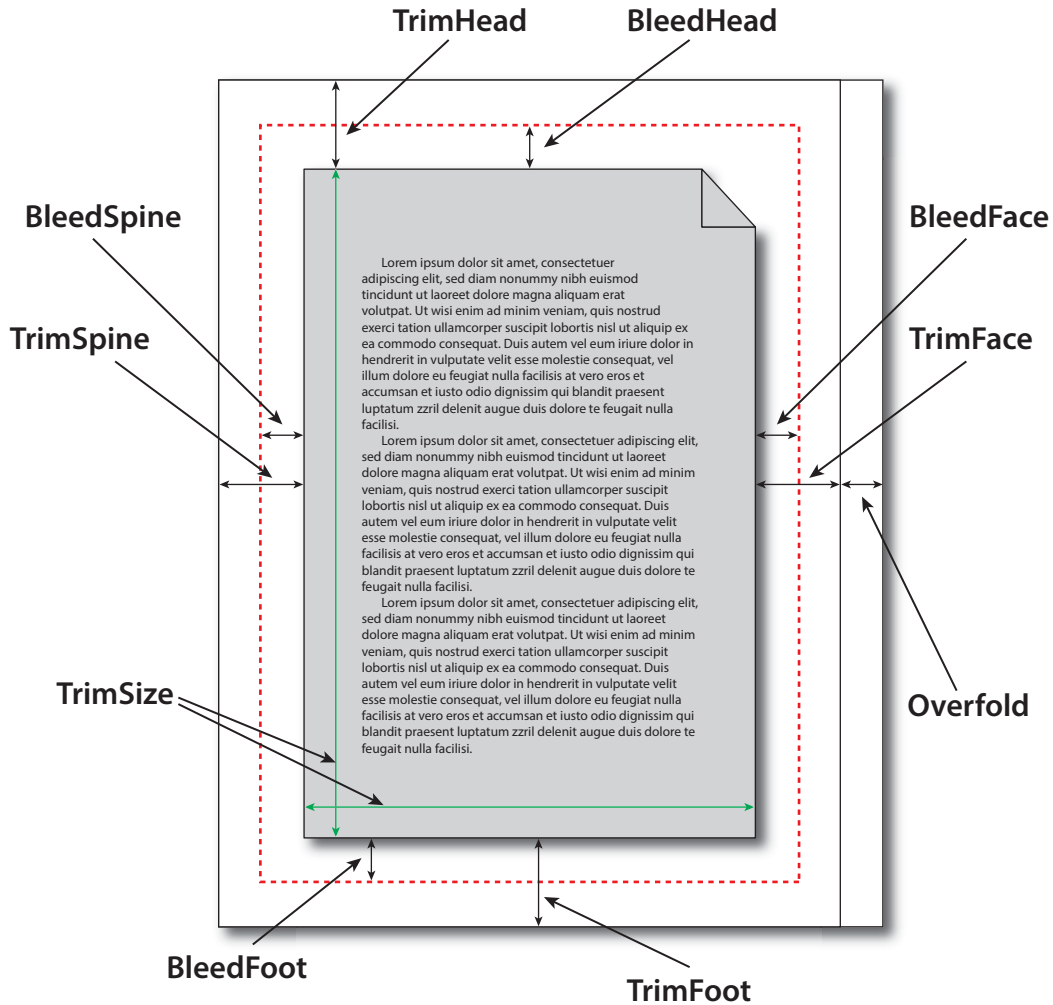 TrimHead
BleedHead
BleedSpine
BleedFace
TrimSpine
TrimFace
Lorem ipsum dolor sit amet, consectetuer
adipiscing elit, sed diam nonummy nibh euismod
tincidunt ut laoreet dolore magna aliquam erat
volutpat. Ut wisi enim ad minim veniam, quis nostrud
exerci tation ullamcorper suscipit lobortis nisl ut aliquip ex
ea commodo consequat. Duis autem vel eum iriure dolor in
hendrerit in vulputate velit esse molestie consequat, vel
illum dolore eu feugiat nulla facilisis at vero eros et
accumsan et iusto odio dignissim qui blandit praesent
luptatum zzril delenit augue duis dolore te feugait nulla
facilisi.
Lorem ipsum dolor sit amet, consectetuer adipiscing elit,
sed diam nonummy nibh euismod tincidunt ut laoreet
dolore magna aliquam erat volutpat. Ut wisi enim ad minim
veniam, quis nostrud exerci tation ullamcorper suscipit
lobortis nisl ut aliquip ex ea commodo consequat. Duis
autem vel eum iriure dolor in hendrerit in vulputate velit
esse molestie consequat, vel illum dolore eu feugiat nulla
facilisis at vero eros et accumsan et iusto odio dignissim qui
blandit praesent luptatum zzril delenit augue duis dolore te
feugait nulla facilisi.
Lorem ipsum dolor sit amet, consectetuer adipiscing elit,
sed diam nonummy nibh euismod tincidunt ut laoreet
dolore magna aliquam erat volutpat. Ut wisi enim ad minim
veniam, quis nostrud exerci tation ullamcorper suscipit
lobortis nisl ut aliquip ex ea commodo consequat. Duis
autem vel eum iriure dolor in hendrerit in vulputate velit
esse molestie consequat, vel illum dolore eu feugiat nulla
facilisis at vero eros et accumsan et iusto odio dignissim qui
blandit praesent luptatum zzril delenit augue duis dolore te
feugait nulla facilisi.
TrimSize
Overfold
BleedFoot
TrimFoot